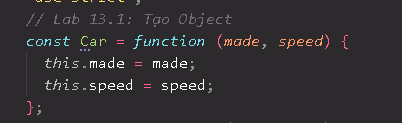 // Lab 13.1: Tạo Object
const Car = function (made, speed) {
this.made = made;
this.speed = speed;
};